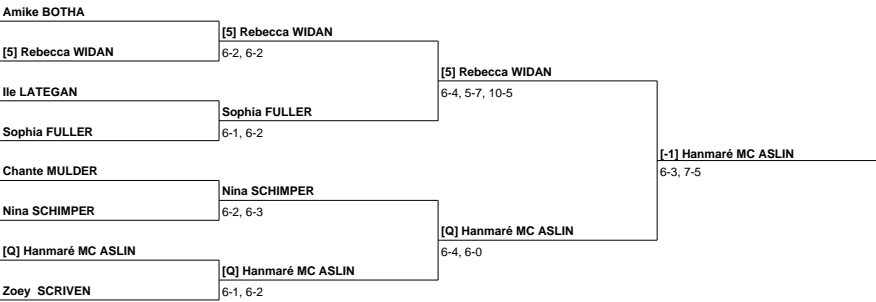 Amike BOTHA
[5] Rebecca WIDAN
[5] Rebecca WIDAN
6-2, 6-2
[5] Rebecca WIDAN
Ile LATEGAN
6-4, 5-7, 10-5
Sophia FULLER
Sophia FULLER
6-1, 6-2
[-1] Hanmaré MC ASLIN
Chante MULDER
6-3, 7-5
Nina SCHIMPER
Nina SCHIMPER
6-2, 6-3
[Q] Hanmaré MC ASLIN
[Q] Hanmaré MC ASLIN
6-4, 6-0
[Q] Hanmaré MC ASLIN
Zoey SCRIVEN
6-1, 6-2